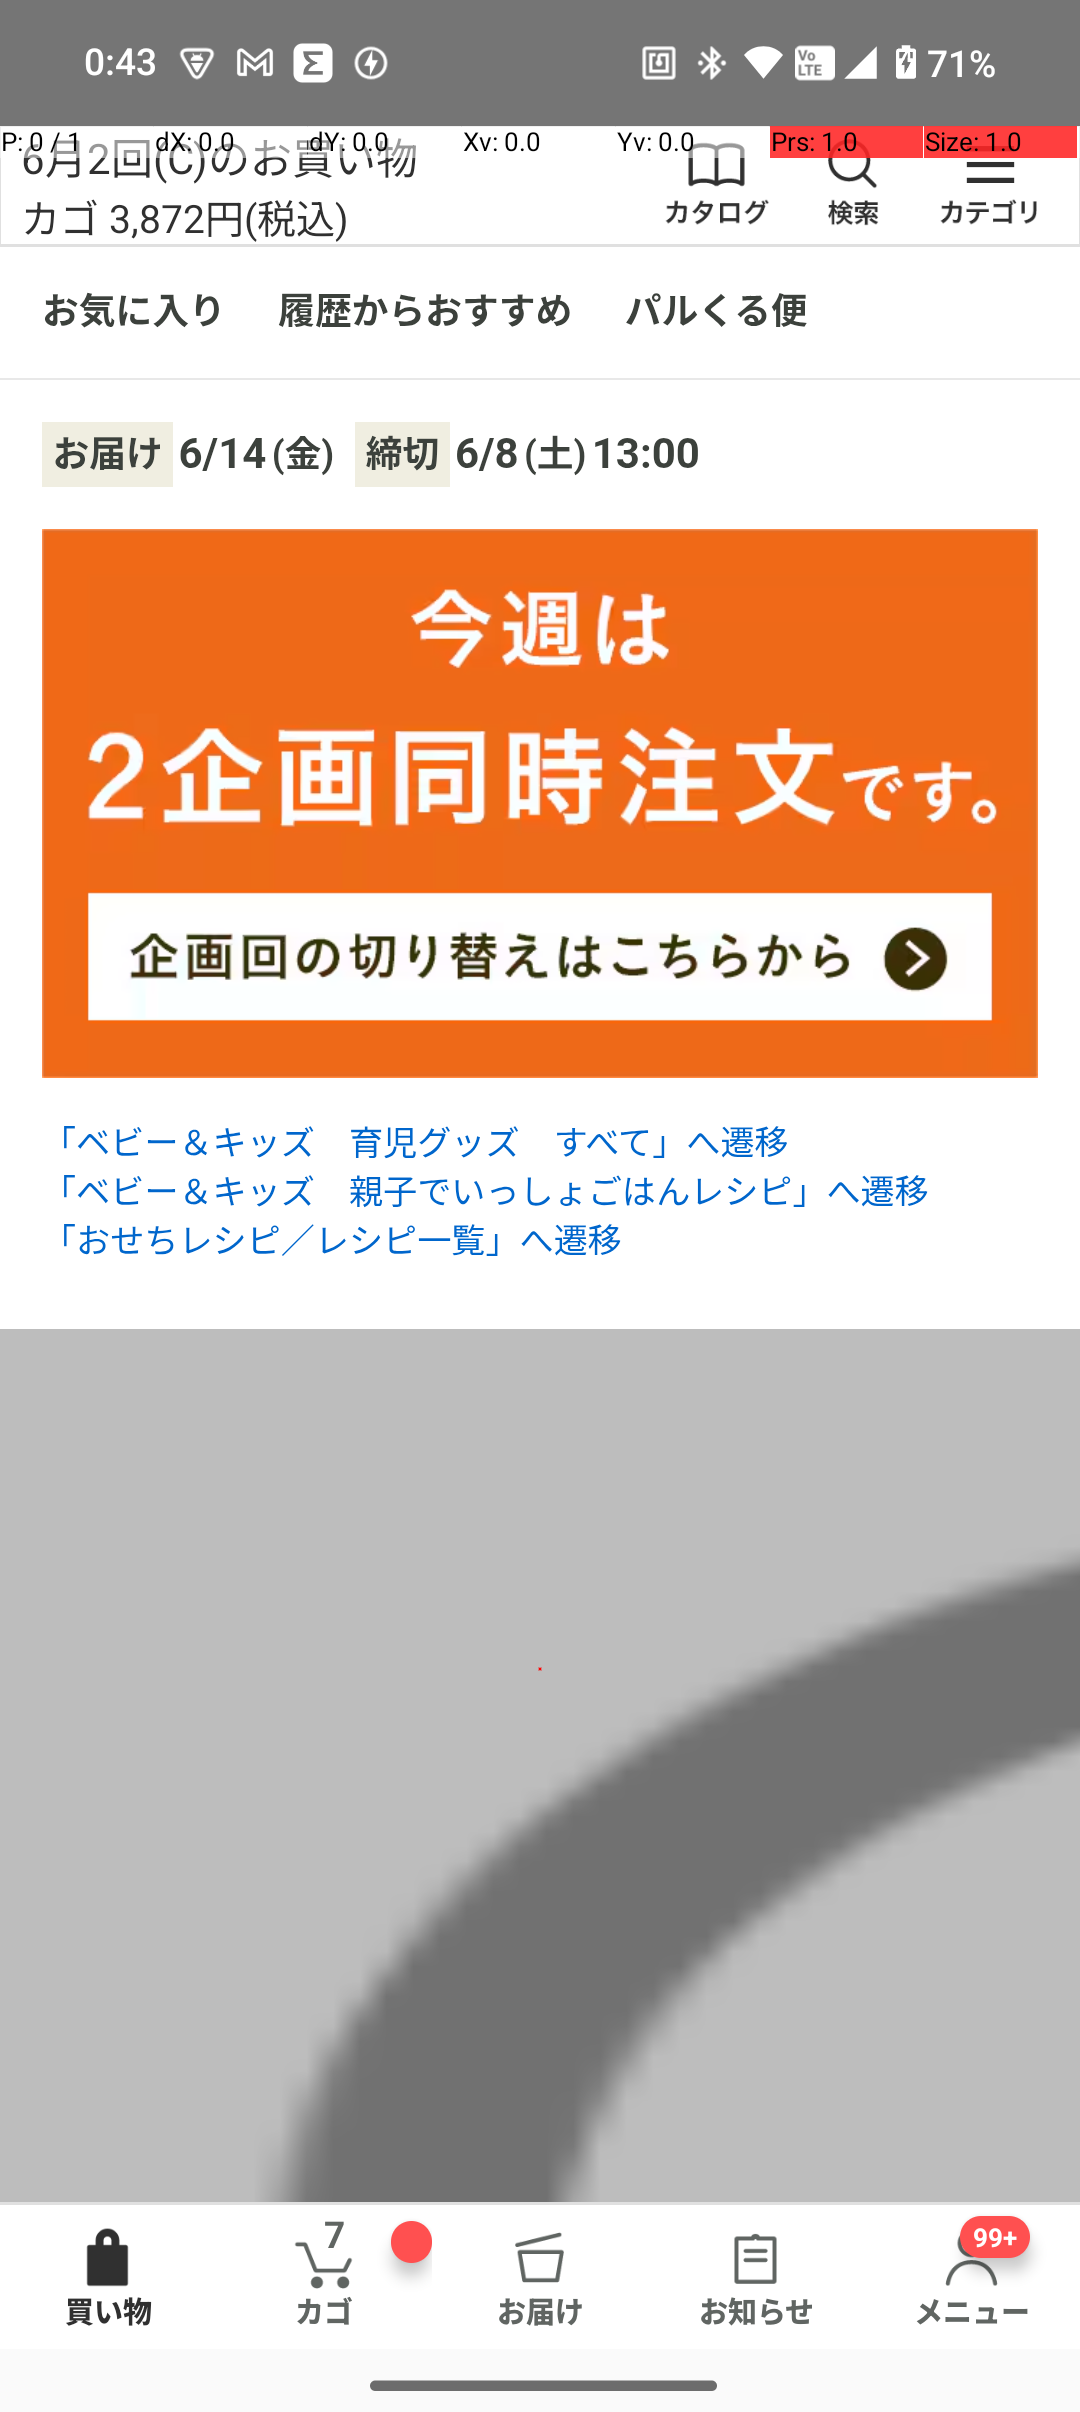 0:43
Vo LTE
71%
P: 0 / 1 dX: 0.0 dY: 0.0 Xv: 0.0 Yv: 0.0 Prs: 1.0 Size: 1.0
6月2回(C)のお買い物
カゴ 3,872円(税込)
カタログ 検索 カテゴリ
お気に入り 履歴からおすすめ パルくる便
お届け 6/14(金) 締切 6/8(土)13:00
今週は
2企画同時注文です。
企画回の切り替えはこちらから
「ベビー＆キッズ　育児グッズ　すべて」へ遷移
「ベビー＆キッズ　親子でいっしょごはんレシピ」へ遷移
「おせちレシピ／レシピ一覧」へ遷移
7
99+
買い物 カゴ お届け お知らせ メニュー